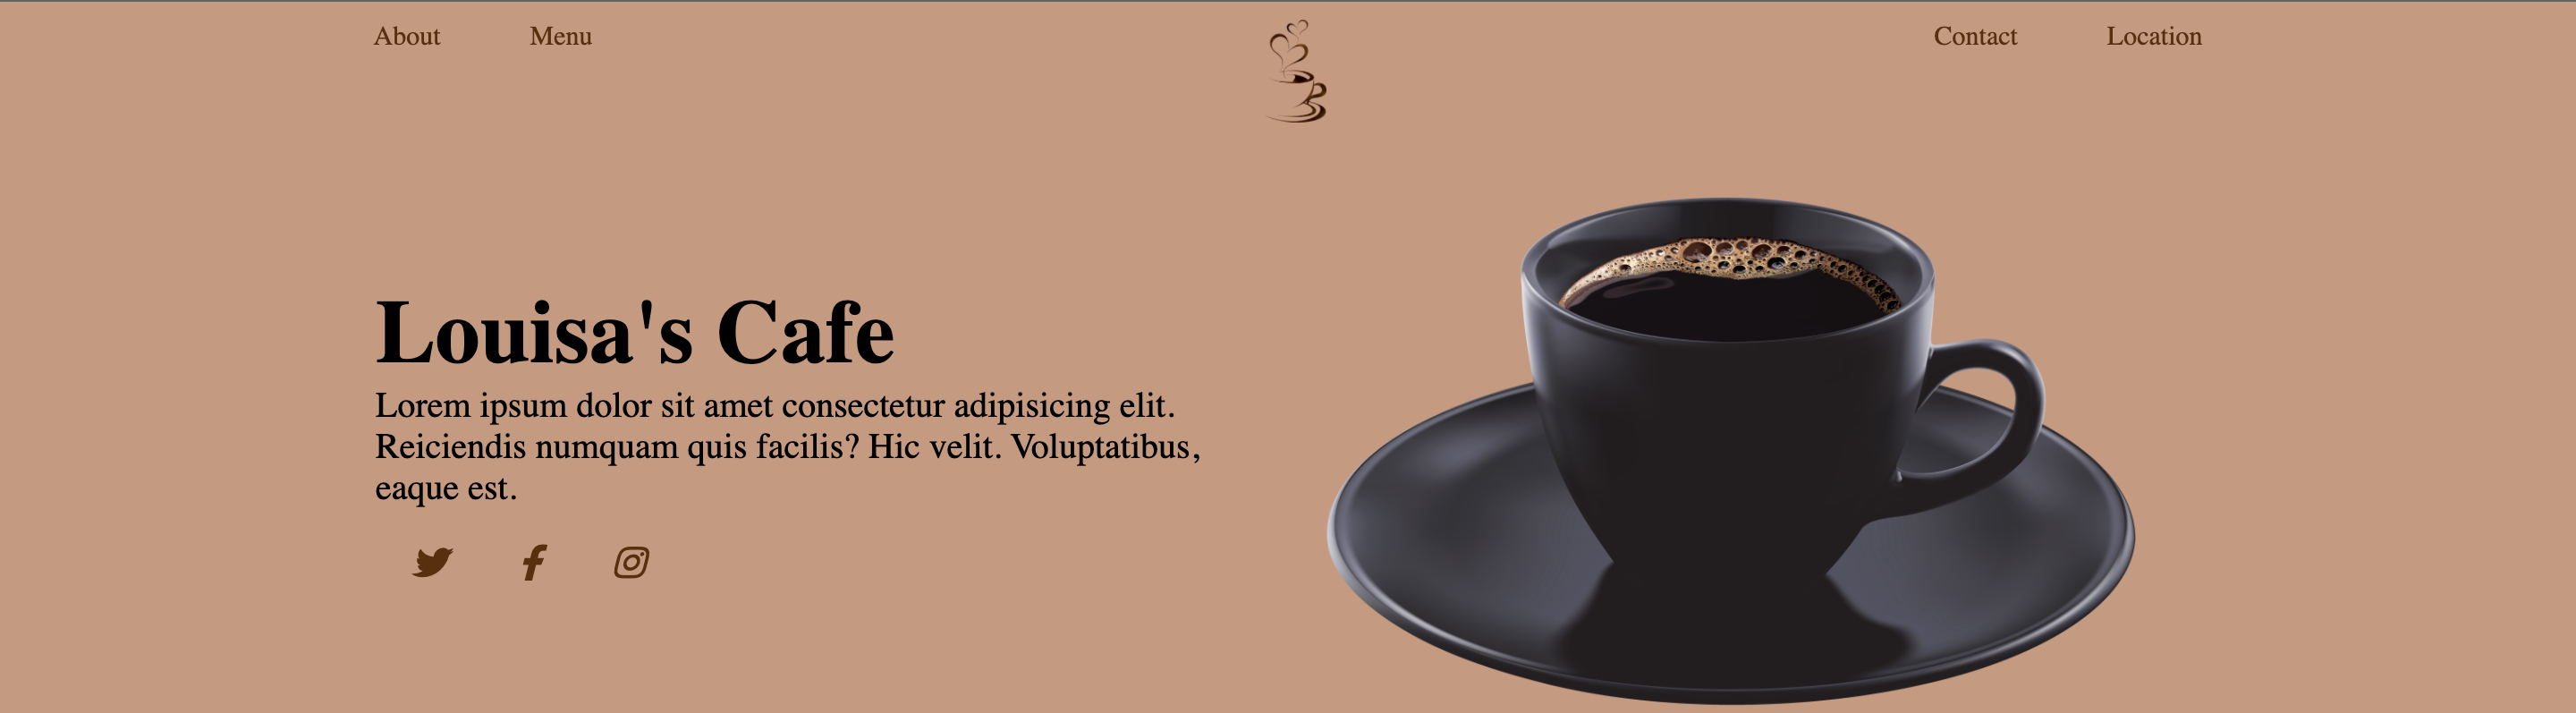 About Menu Contact Location
Louisa's Cafe
Lorem ipsum dolor sit amet consectetur adipisicing elit.
Reiciendis numquam quis facilis? Hic velit. Voluptatibus,
eaque est.